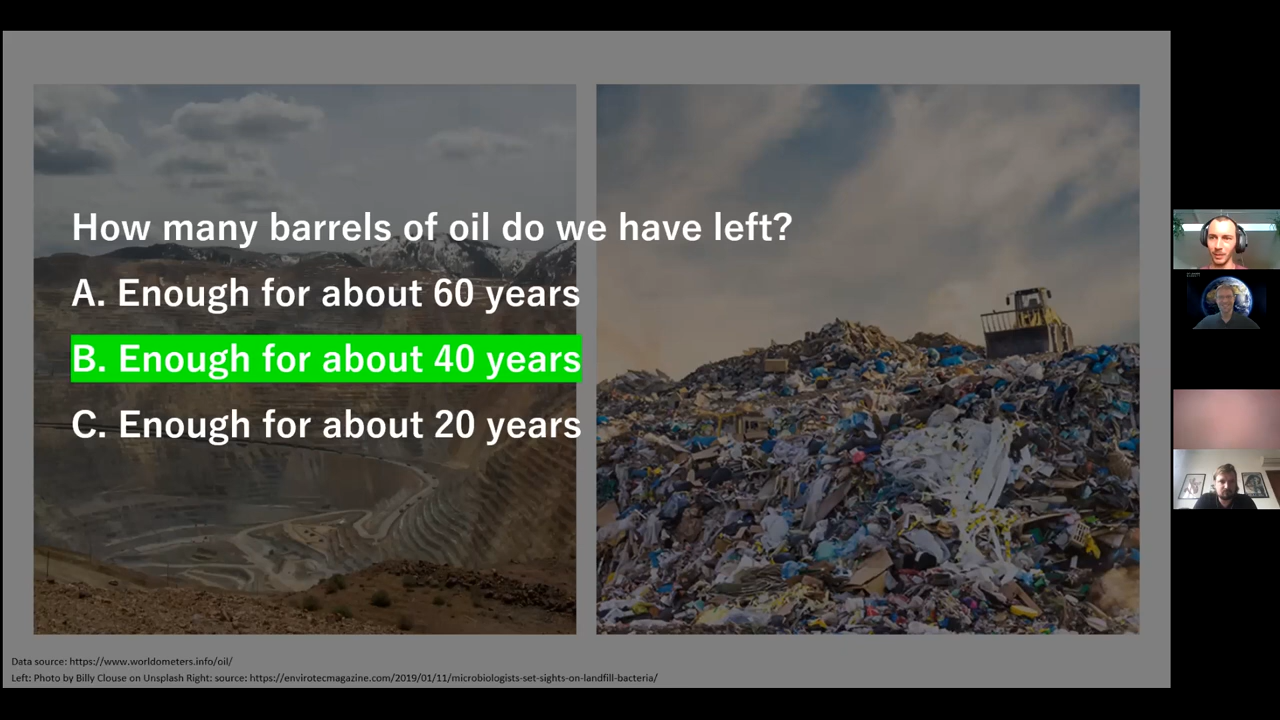 How many barrels of oil do we have left?
A. Enough for about 60 years
B. Enough for about 40 years
C. Enough for about 20 years
Data source: https://www.worldometers.info/oil/
Left: Photo by Billy Clouse on Unsplash Right: source: https://envirotecmagazine.com/2019/01/11/microbiologists-set-sights-on-landfill-bacteria/